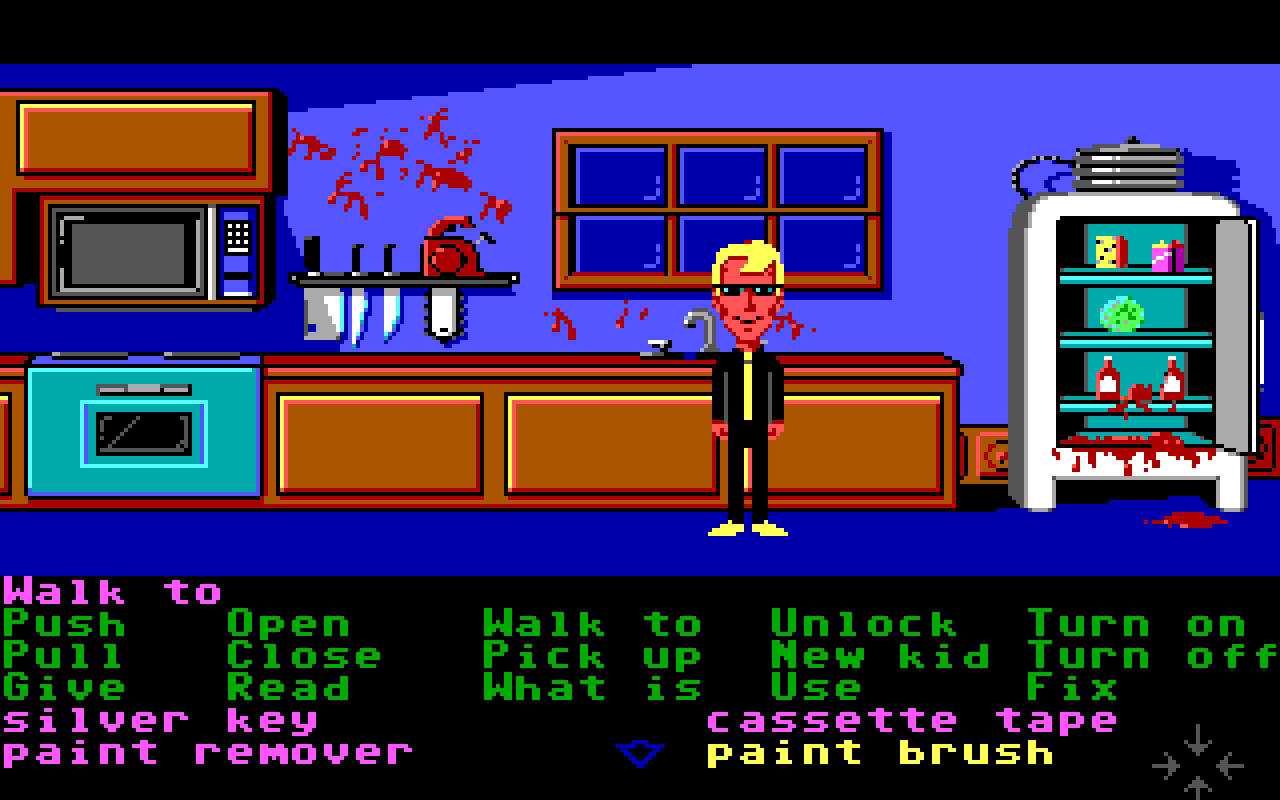 Walk to
Push Open Walk to Unlock Turn on
Pull Close Pick up New kid Turn off
Give Read What is Use Fix
silver key cassette tape
paint remover paint brush